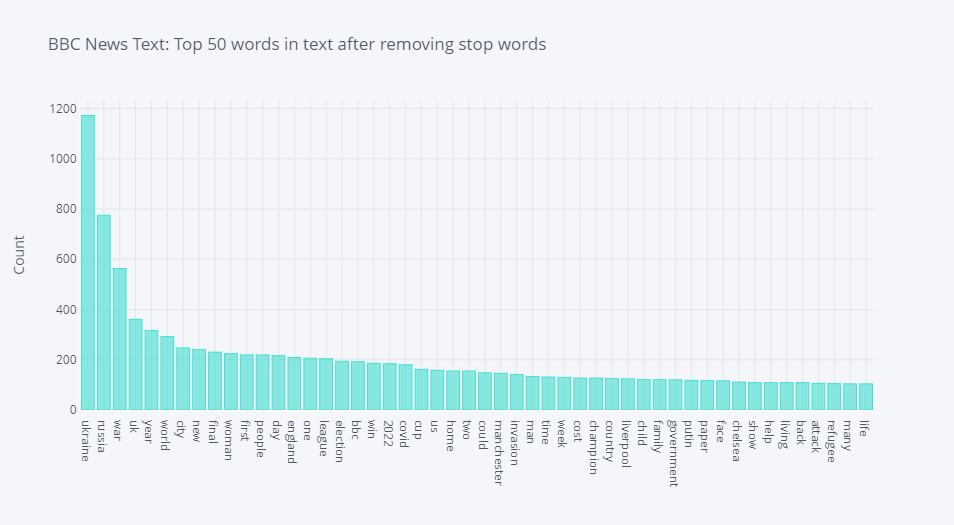 BBC News Text: Top 50 words in text after removing stop words
Count
1200
1000
800
600
400
200
0
ukraine
russia
war
uk
year
world
city
new
final
woman
first
people
day
england
one
league
election
bbc
win
2022
covid
cup
us
home
two
could
manchester
invasion
man
time
week
cost
champion
country
liverpool
child
family
government
putin
paper
face
chelsea
show
help
living
back
attack
refugee
many
life